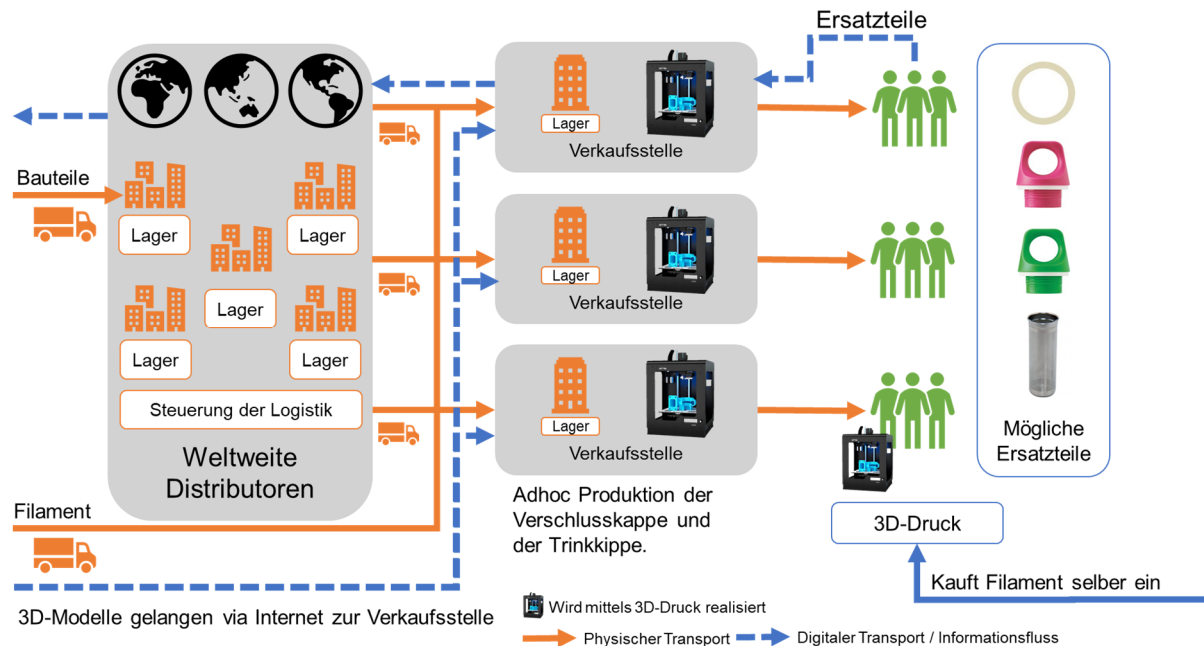 Ersatzteile
Lager
Verkaufsstelle
Bauteile
Lager
Lager
Lager
Lager
Lager
Steuerung der Logistik
Weltweite
Distributoren
Lager
Verkaufsstelle
Lager
Verkaufsstelle
Mögliche
Ersatzteile
Filament
Adhoc Produktion der
Verschlusskappe und
der Trinkkippe.
3D-Druck
Kauft Filament selber ein
3D-Modelle gelangen via Internet zur Verkaufsstelle
Wird mittels 3D-Druck realisiert
Physischer Transport
Digitaler Transport / Informationsfluss